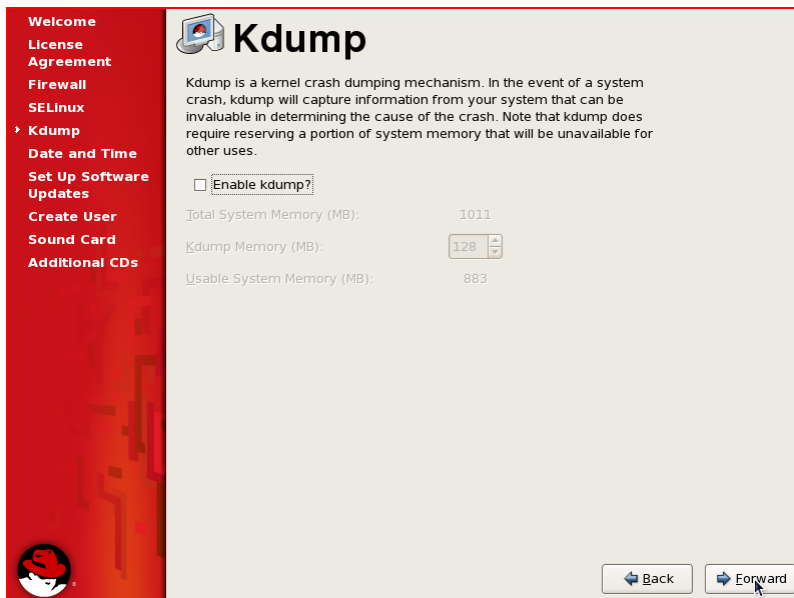 Welcome
License
Agreement
Firewall
SELinux
Kdump
Date and Time
Set Up Software
Updates
Create User
Sound Card
Additional CDs
Kdump
Kdump is a kernel crash dumping mechanism. In the event of a system
crash, kdump will capture information from your system that can be
invaluable in determining the cause of the crash. Note that kdump does
require reserving a portion of system memory that will be unavailable for
other uses.
Enable kdump?
Total System Memory (MB): 1011
Kdump Memory (MB): 128
Usable System Memory (MB): 883
Back Forward